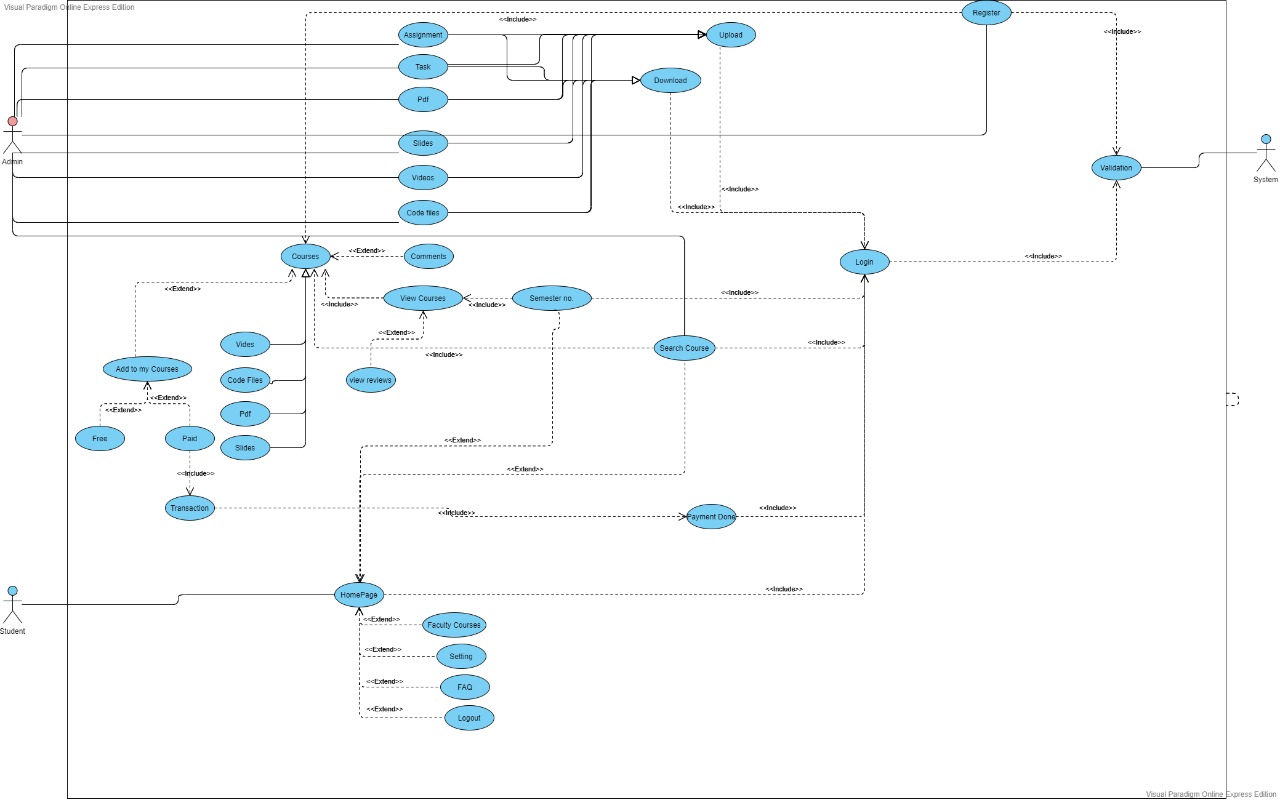 Visual Paradigm Online Express Edition
Register
<<Include>>
<<Include>>
Assignment
Upload
Task
Download
Pdf
Admin
Slides
Validation
System
Videos
<<Include>>
<<Include>>
Code files
Courses
<<Extend>>
Comments
<<Include>>
Login
<<Extend>>
View Courses
<<Include>>
<<Include>>
Semester no.
<<Include>>
<<Extend>>
Vides
<<Include>>
Search Course
<<Include>>
Add to my Courses
Code Files
view reviews
<<Extend>>
<<Extend>>
Pdf
Free
Paid
Slides
<<Extend>>
<<Include>>
<<Extend>>
Transaction
<<Include>>
Payment Done
<<Include>>
Student
HomePage
<<Include>>
<<Extend>>
Faculty Courses
<<Extend>>
Setting
<<Extend>>
FAQ
<<Extend>>
Logout
Visual Paradigm Online Express Edition